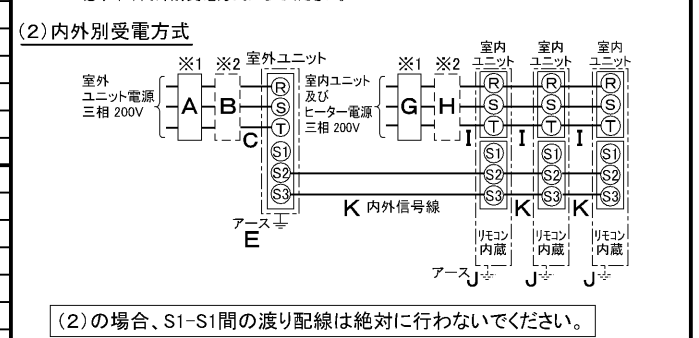 (2)内外別受電方式
※1 ※2 室外ユニット
室外
ユニット電源
三相 200V
A B C
R
S
T
S1
S2
S3
アース
E
※1 ※2
室内ユニット
及び
ヒーター電源
三相 200V
G H I I I
室内
ユニット
室内
ユニット
室内
ユニット
R R R
S S S
T T T
S1 S1 S1
S2 S2 S2
S3 S3 S3
K 内外信号線
K K
リモコン
内蔵
リモコン
内蔵
リモコン
内蔵
アース J J J
(2)の場合、S1-S1間の渡り配線は絶対に行わないでください。